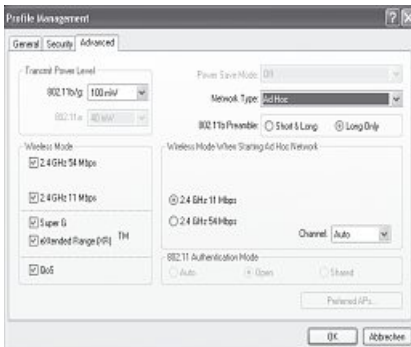 Profile Management
General Security Advanced
Transmit Power Level
802.11b/g: 100 mW
802.11a: 40 mW
Power Save Mode: Off
Network Type: Ad Hoc
802.11b Preamble: Short & Long Long Only
Wireless Mode
2.4 GHz 54 Mbps
2.4 GHz 11 Mbps
Super G
eXtended Range (XR) TM
QoS
Wireless Mode When Starting Ad Hoc Network
2.4 GHz 11 Mbps
2.4 GHz 54 Mbps
Channel: Auto
802.11 Authentication Mode
Auto Open Shared
Preferred APs...
OK Abbrechen